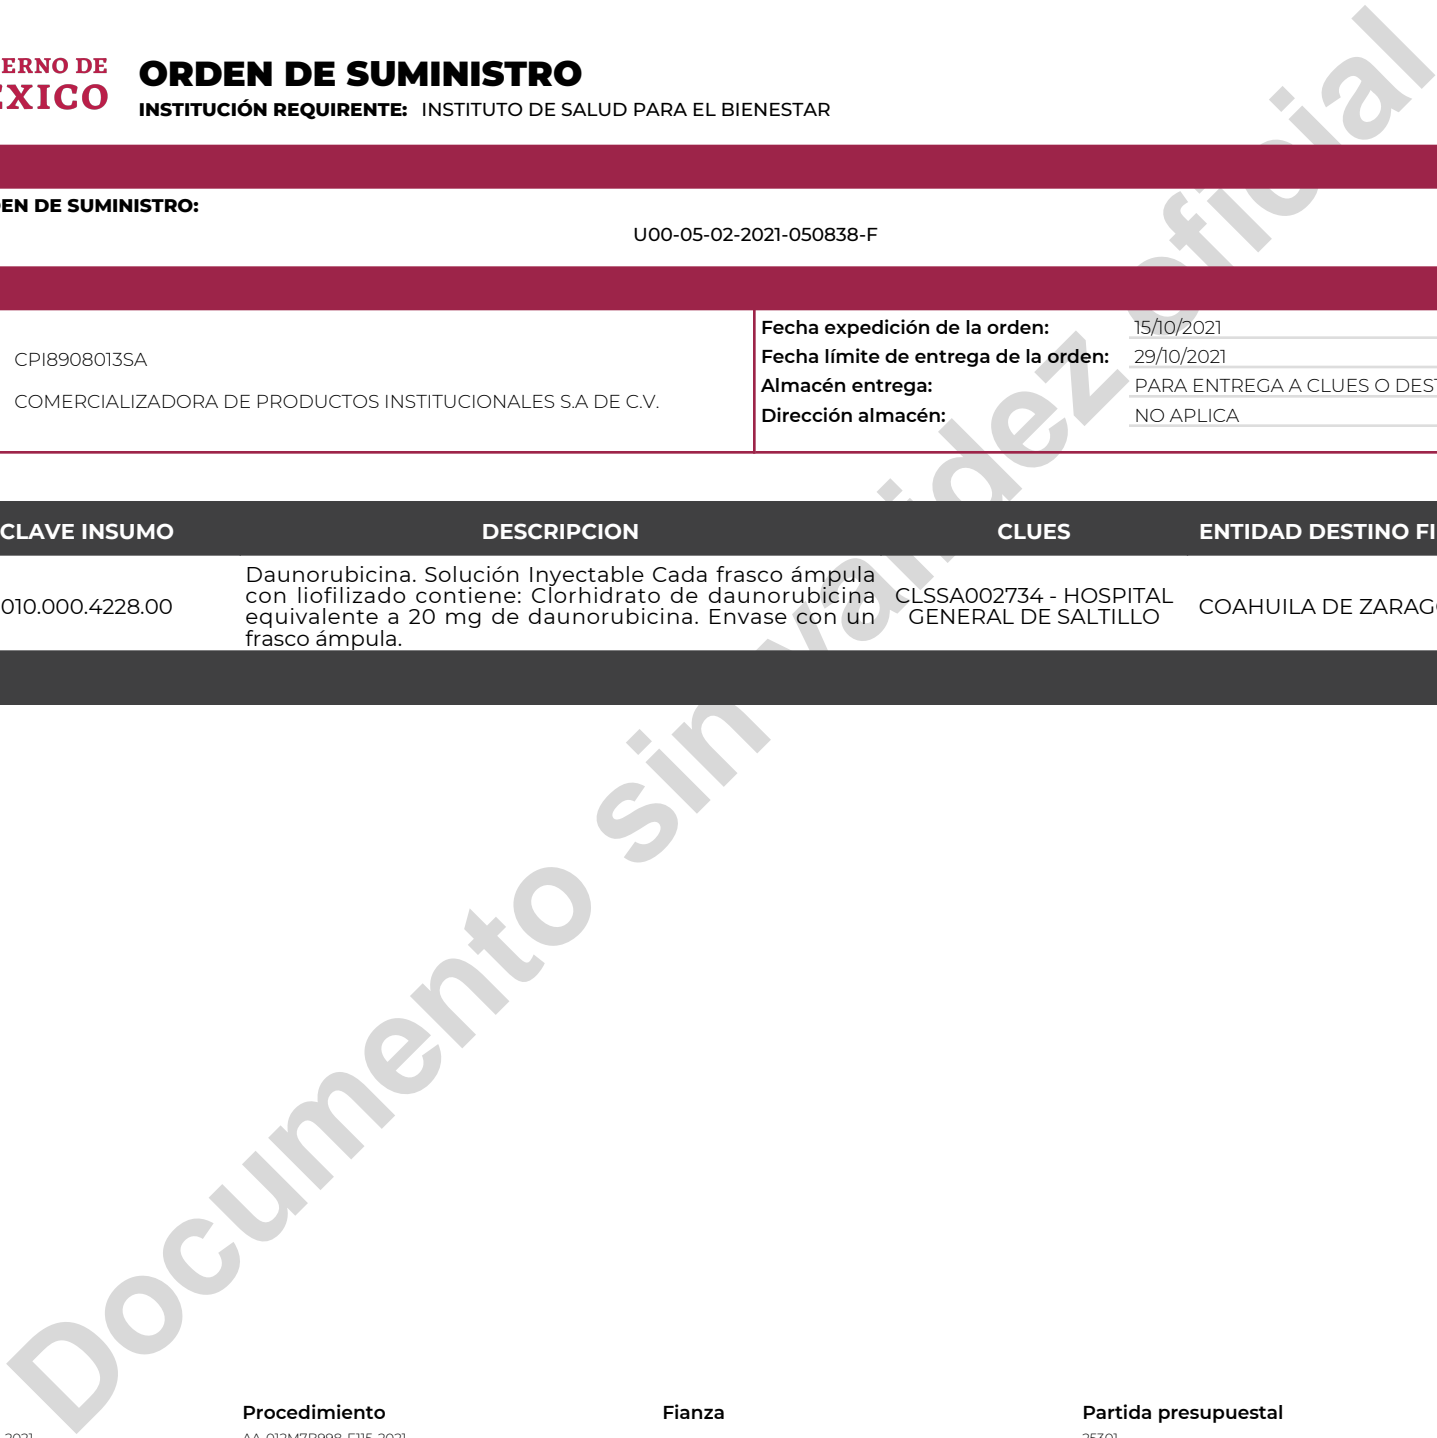 ERNO DE
ÉXICO
ORDEN DE SUMINISTRO
INSTITUCIÓN REQUIRENTE: INSTITUTO DE SALUD PARA EL BIENESTAR
EN DE SUMINISTRO:
U00-05-02-2021-050838-F
CPI8908013SA
COMERCIALIZADORA DE PRODUCTOS INSTITUCIONALES S.A DE C.V.
Fecha expedición de la orden: 15/10/2021
Fecha límite de entrega de la orden: 29/10/2021
Almacén entrega: PARA ENTREGA A CLUES O DEST
Dirección almacén: NO APLICA
CLAVE INSUMO DESCRIPCION CLUES ENTIDAD DESTINO FI
010.000.4228.00
Daunorubicina. Solución Inyectable Cada frasco ámpula
con liofilizado contiene: Clorhidrato de daunorubicina
equivalente a 20 mg de daunorubicina. Envase con un
frasco ámpula.
CLSSA002734 - HOSPITAL
GENERAL DE SALTILLO
COAHUILA DE ZARAG
Documento sin validez oficial
Procedimiento Fianza Partida presupuestal